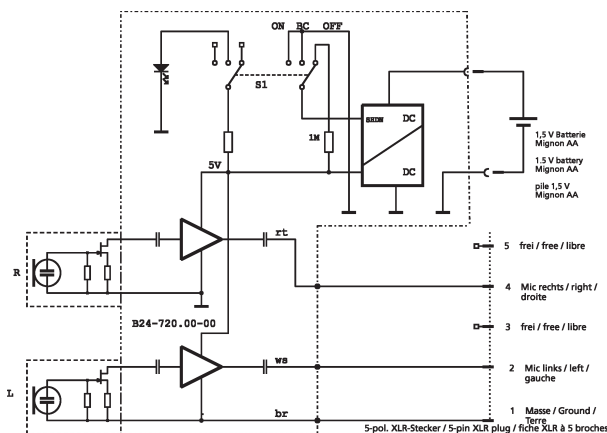 ON BC OFF
S1
SHDN DC
1M
DC
5V
1,5 V Batterie
Mignon AA
1.5 V battery
Mignon AA
pile 1,5 V
Mignon AA
rt
R
5 frei / free / libre
4 Mic rechts / right /
droite
B24-720.00-00
3 frei / free / libre
ws
2 Mic links / left /
gauche
L
br
1 Masse / Ground /
Terre
5-pol. XLR-Stecker / 5-pin XLR plug / fiche XLR à 5 broches